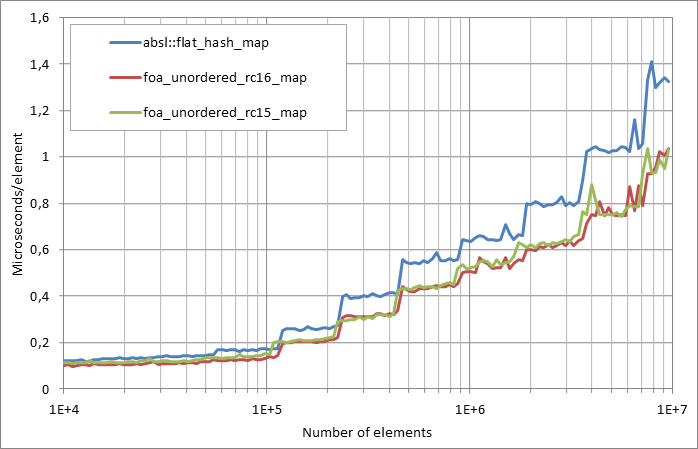 1,6
1,4
1,2
1
0,8
0,6
0,4
0,2
0
Microseconds/element
absl::flat_hash_map
foa_unordered_rc16_map
foa_unordered_rc15_map
1E+4 1E+5 1E+6 1E+7
Number of elements